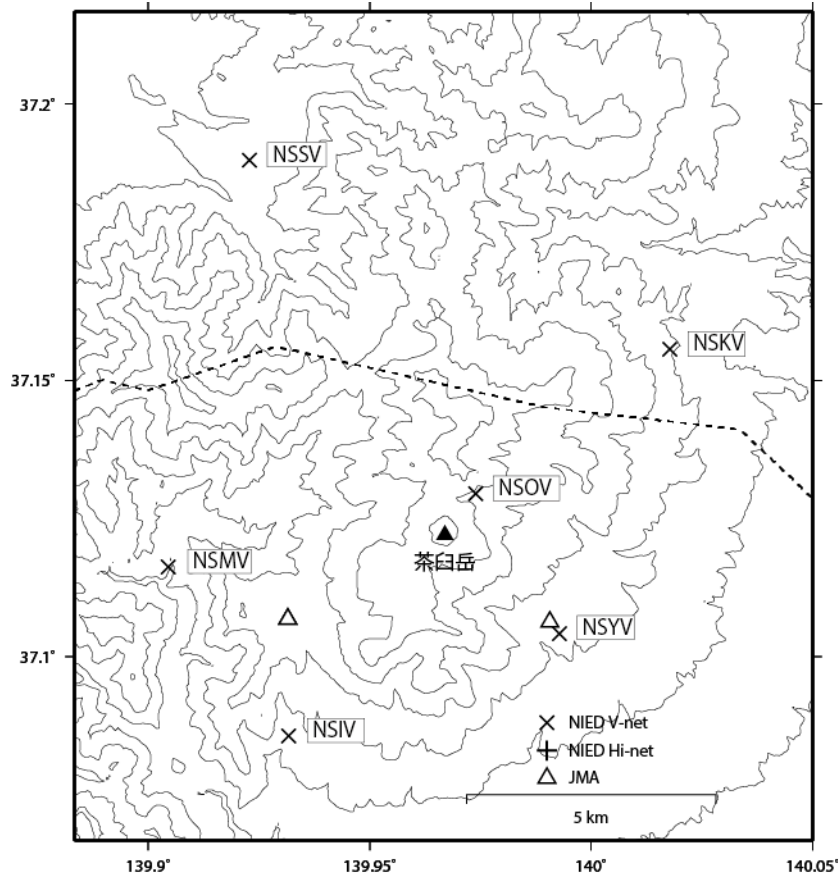 37.2°
NSSV
NSKV
37.15°
NSOV
茶臼岳
NSMV
NSYV
37.1°
NSIV
NIED V-net
NIED Hi-net
JMA
5 km
139.9°
139.95°
140°
140.05°